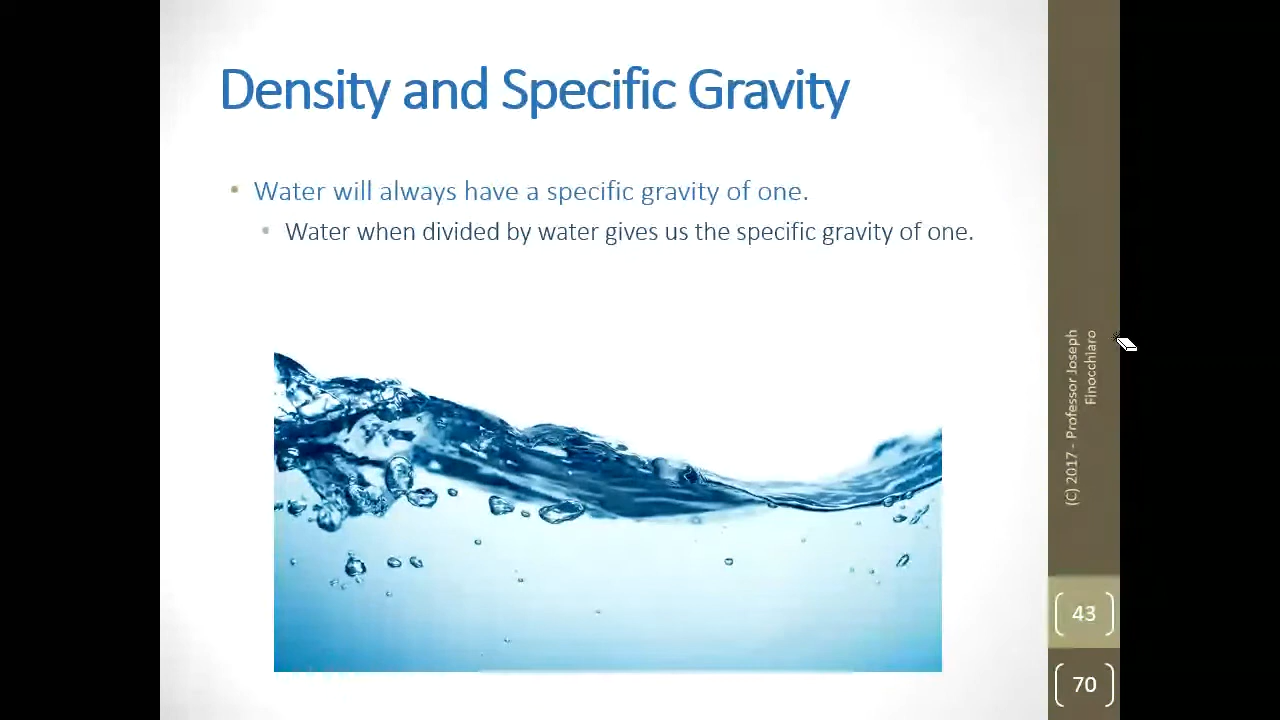 Density and Specific Gravity
• Water will always have a specific gravity of one.
• Water when divided by water gives us the specific gravity of one.
(C) 2017 - Professor Joseph
Finocchiaro
43
70